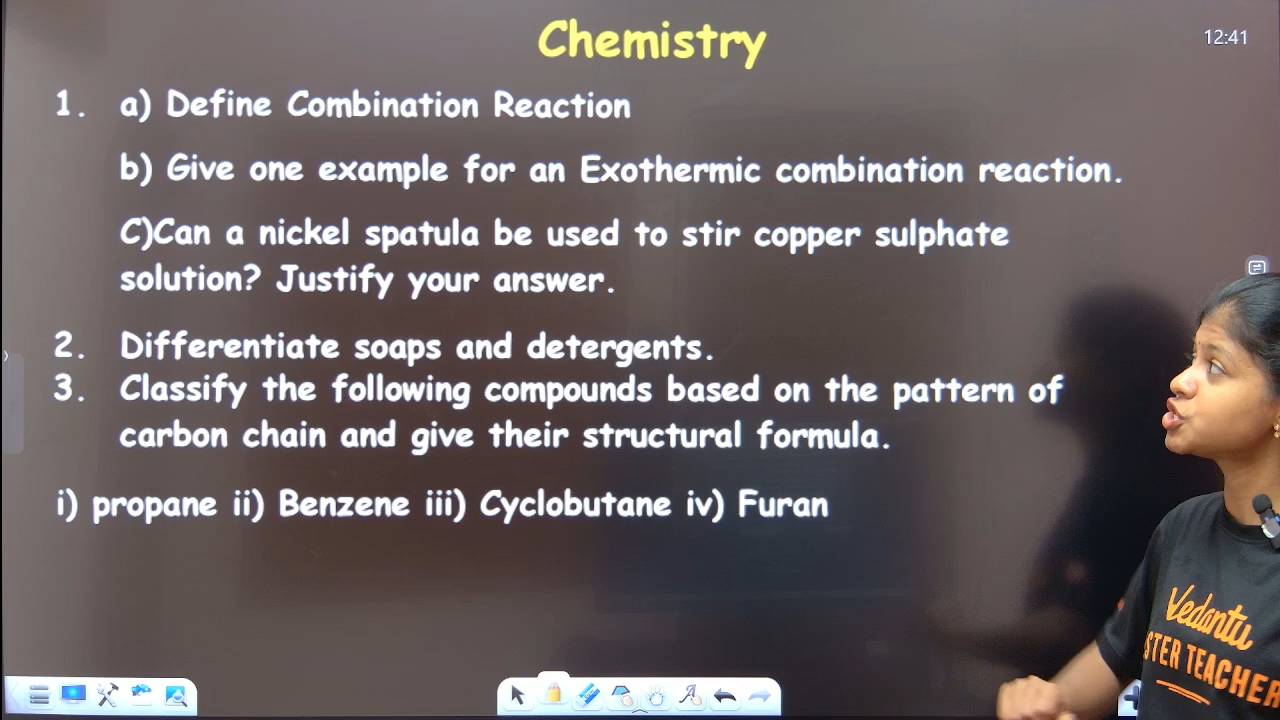 Chemistry
12:41
1. a) Define Combination Reaction
b) Give one example for an Exothermic combination reaction.
C)Can a nickel spatula be used to stir copper sulphate
solution? Justify your answer.
2. Differentiate soaps and detergents.
3. Classify the following compounds based on the pattern of
carbon chain and give their structural formula.
i) propane ii) Benzene iii) Cyclobutane iv) Furan
Vedantu
STER TEACHER